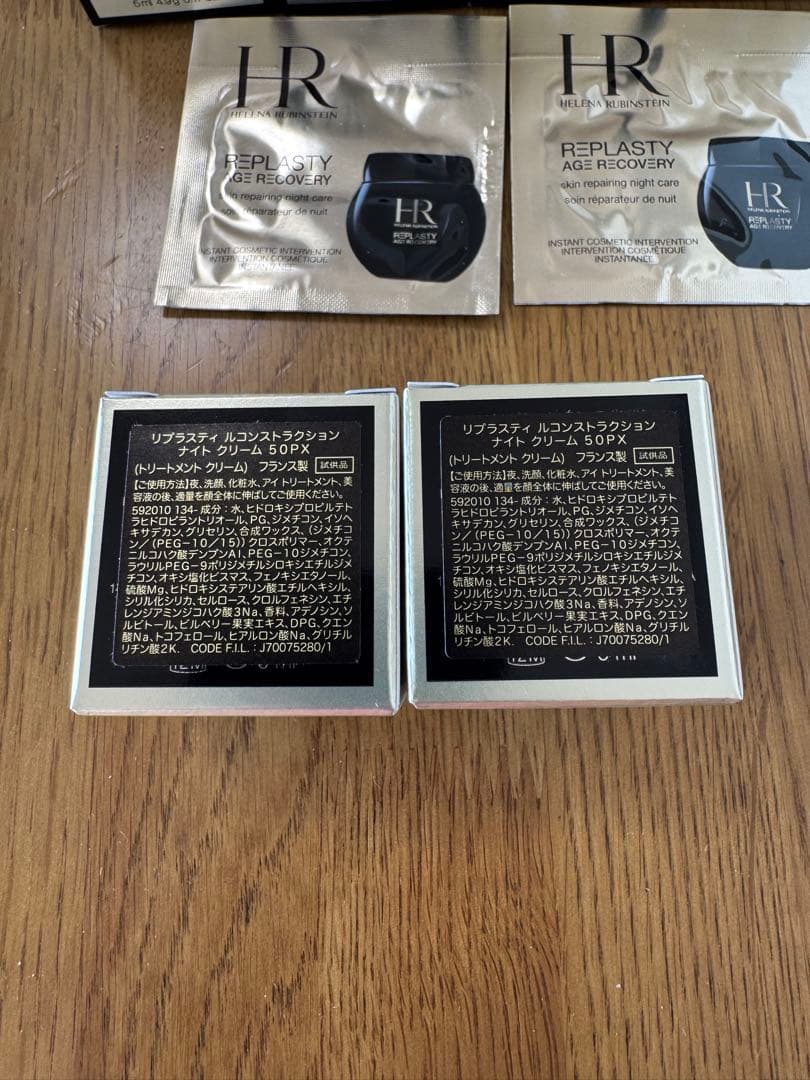 5ml 4.9g
HR
HELENA RUBINSTEIN
REPLASTY
AGE RECOVERY
skin repairing night care
soin réparateur de nuit
HR
HELENA RUBINSTEIN
REPLASTY
AGE RECOVERY
INSTANT COSMETIC INTERVENTION
INTERVENTION COSMÉTIQUE
INSTANTANÉE
HR
HELENA RUBINSTEIN
REPLASTY
AGE RECOVERY
skin repairing night care
soin réparateur de nuit
HR
HELENA RUBINSTEIN
REPLASTY
AGE RECOVERY
INSTANT COSMETIC INTERVENTION
INTERVENTION COSMÉTIQUE
INSTANTANÉE
リプラスティ ルコンストラクション
ナイト クリーム 50PX
(トリートメント クリーム) フランス製 試供品
【ご使用方法】夜、洗顔、化粧水、アイ トリートメント、美
容液の後、適量を顔全体に伸ばしてご使用ください。
592010 134- 成分：水、ヒドロキシプロピルテト
ラヒドロピラントリオール、PG、ジメチコン、イソヘ
キサデカン、グリセリン、合成ワックス、(ジメチコ
ン／(PEG-10／15))クロスポリマー、オクテ
ニルコハク酸デンプンAl、PEG-10ジメチコン、
ラウリルPEG-9ポリジメチルシロキシエチルジメ
チコン、オキシ塩化ビスマス、フェノキシエタノール、
硫酸Mg、ヒドロキシステアリン酸エチルヘキシル、
シリル化シリカ、セルロース、クロルフェネシン、エチ
レンジアミンジコハク酸3Na、香料、アデノシン、ソ
ルビトール、ビルベリー果実エキス、DPG、クエン
酸Na、トコフェロール、ヒアルロン酸Na、グリチル
リチン酸2K. CODE F.I.L.：J70075280/1
12M
リプラスティ ルコンストラクション
ナイト クリーム 50PX
(トリートメント クリーム) フランス製 試供品
【ご使用方法】夜、洗顔、化粧水、アイ トリートメント、美
容液の後、適量を顔全体に伸ばしてご使用ください。
592010 134- 成分：水、ヒドロキシプロピルテト
ラヒドロピラントリオール、PG、ジメチコン、イソヘ
キサデカン、グリセリン、合成ワックス、(ジメチコ
ン／(PEG-10／15))クロスポリマー、オクテ
ニルコハク酸デンプンAl、PEG-10ジメチコン、
ラウリルPEG-9ポリジメチルシロキシエチルジメ
チコン、オキシ塩化ビスマス、フェノキシエタノール、
硫酸Mg、ヒドロキシステアリン酸エチルヘキシル、
シリル化シリカ、セルロース、クロルフェネシン、エチ
レンジアミンジコハク酸3Na、香料、アデノシン、ソ
ルビトール、ビルベリー果実エキス、DPG、クエン
酸Na、トコフェロール、ヒアルロン酸Na、グリチル
リチン酸2K. CODE F.I.L.：J70075280/1
12M